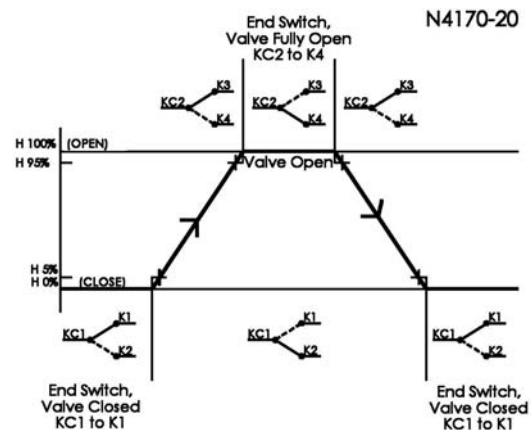 N4170-20
End Switch,
Valve Fully Open
KC2 to K4
KC2 K3 K4
KC2 K3 K4
KC2 K3 K4
H 100% (OPEN)
H 95%
Valve Open
H 5%
H 0% (CLOSE)
KC1 K1 K2
KC1 K1 K2
KC1 K1 K2
End Switch,
Valve Closed
KC1 to K1
End Switch,
Valve Closed
KC1 to K1